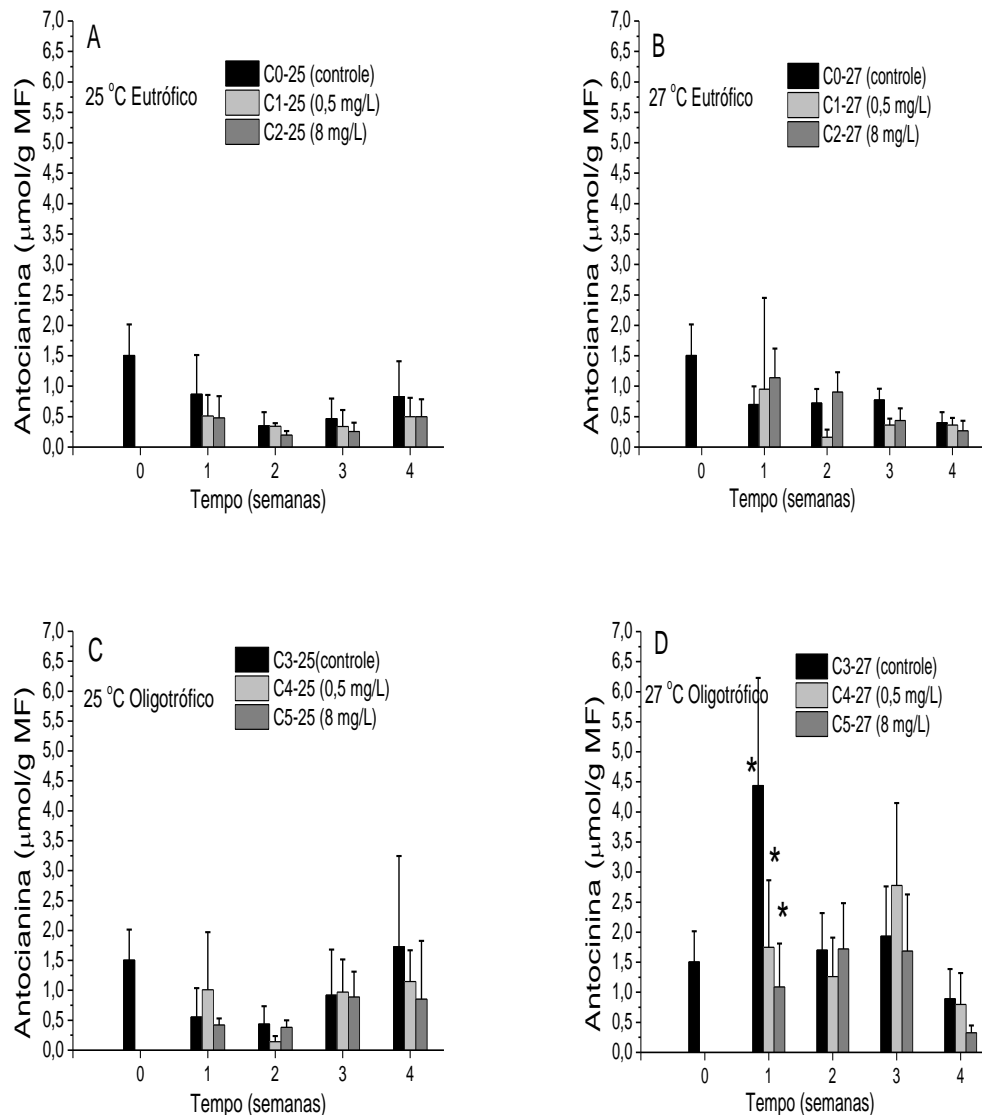 A
25 °C Eutrófico
C0-25 (controle)
C1-25 (0,5 mg/L)
C2-25 (8 mg/L)
Antocianina (μmol/g MF)
7,0
6,5
6,0
5,5
5,0
4,5
4,0
3,5
3,0
2,5
2,0
1,5
1,0
0,5
0,0
0 1 2 3 4
Tempo (semanas)
B
27 °C Eutrófico
C0-27 (controle)
C1-27 (0,5 mg/L)
C2-27 (8 mg/L)
Antocianina (μmol/g MF)
7,0
6,5
6,0
5,5
5,0
4,5
4,0
3,5
3,0
2,5
2,0
1,5
1,0
0,5
0,0
0 1 2 3 4
Tempo (semanas)
C
25 °C Oligotrófico
C3-25(controle)
C4-25 (0,5 mg/L)
C5-25 (8 mg/L)
Antocianina (μmol/g MF)
7,0
6,5
6,0
5,5
5,0
4,5
4,0
3,5
3,0
2,5
2,0
1,5
1,0
0,5
0,0
0 1 2 3 4
Tempo (semanas)
D
27 °C Oligotrófico
C3-27 (controle)
C4-27 (0,5 mg/L)
C5-27 (8 mg/L)
Antocinina (μmol/g MF)
7,0
6,5
6,0
5,5
5,0
4,5
4,0
3,5
3,0
2,5
2,0
1,5
1,0
0,5
0,0
*
*
*
0 1 2 3 4
Tempo (semanas)